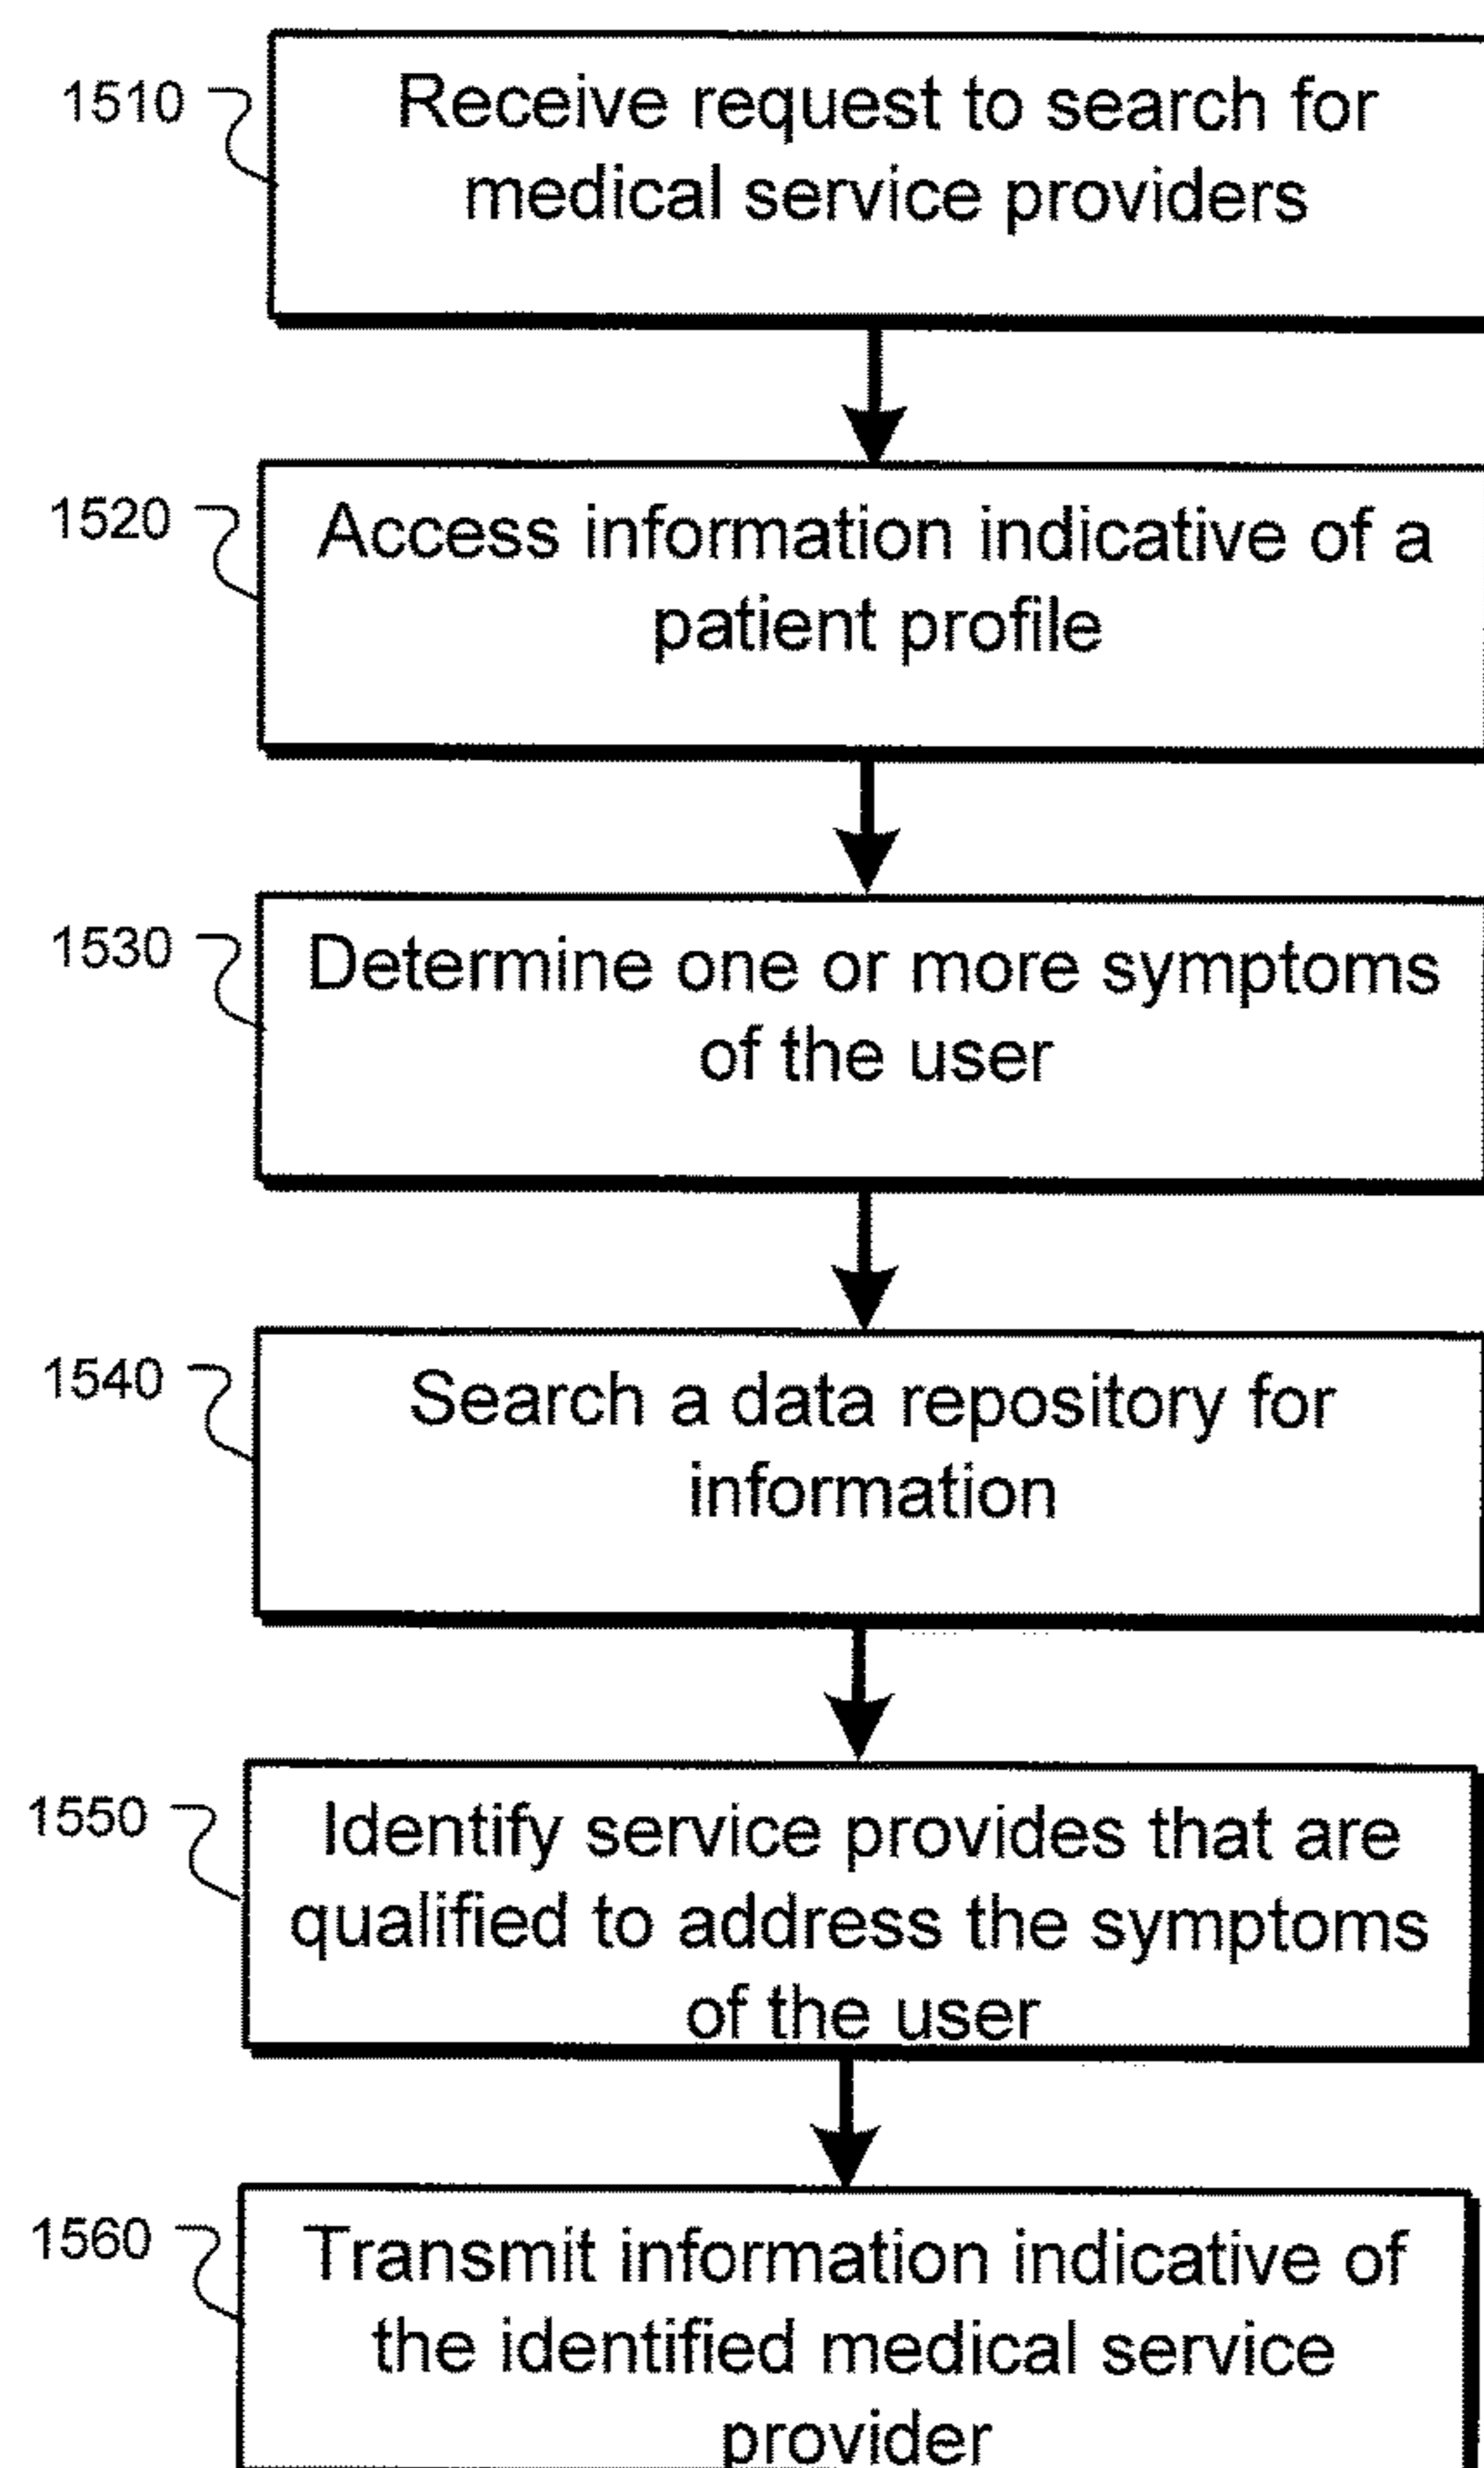 1510
Receive request to search for
medical service providers
1520
Access information indicative of a
patient profile
1530
Determine one or more symptoms
of the user
1540
Search a data repository for
information
1550
Identify service provides that are
qualified to address the symptoms
of the user
1560
Transmit information indicative of
the identified medical service
provider